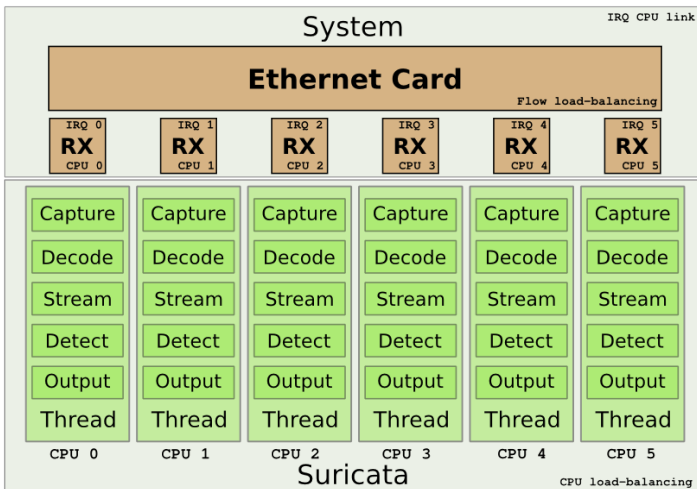 IRQ CPU link
System
Ethernet Card
Flow load-balancing
IRQ 0 IRQ 1 IRQ 2 IRQ 3 IRQ 4 IRQ 5
RX RX RX RX RX RX
CPU 0 CPU 1 CPU 2 CPU 3 CPU 4 CPU 5
Capture Capture Capture Capture Capture Capture
Decode Decode Decode Decode Decode Decode
Stream Stream Stream Stream Stream Stream
Detect Detect Detect Detect Detect Detect
Output Output Output Output Output Output
Thread Thread Thread Thread Thread Thread
CPU 0 CPU 1 CPU 2 CPU 3 CPU 4 CPU 5
Suricata
CPU load-balancing